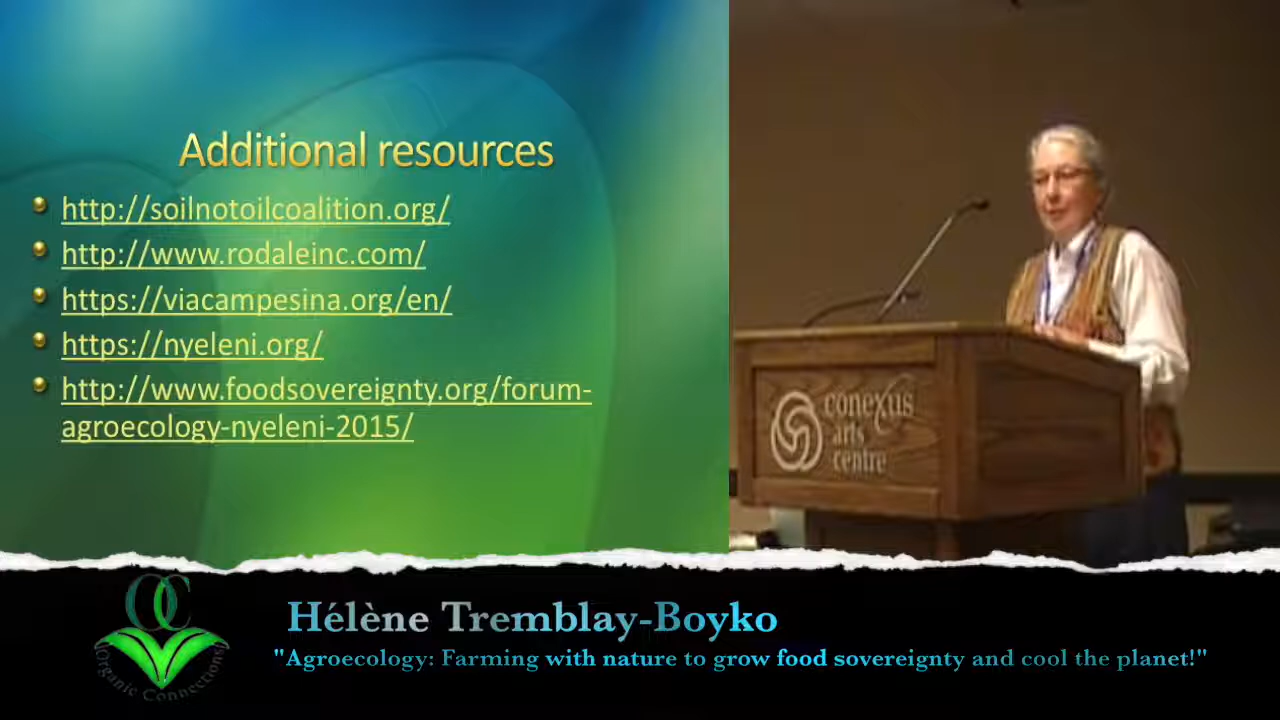 Additional resources
http://soilnotoilcoalition.org/
http://www.rodaleinc.com/
https://viacampesina.org/en/
https://nyeleni.org/
http://www.foodsovereignty.org/forum-
agroecology-nyeleni-2015/
conexus
arts
centre
OC
Organic Connections
Hélène Tremblay-Boyko
"Agroecology: Farming with nature to grow food sovereignty and cool the planet!"